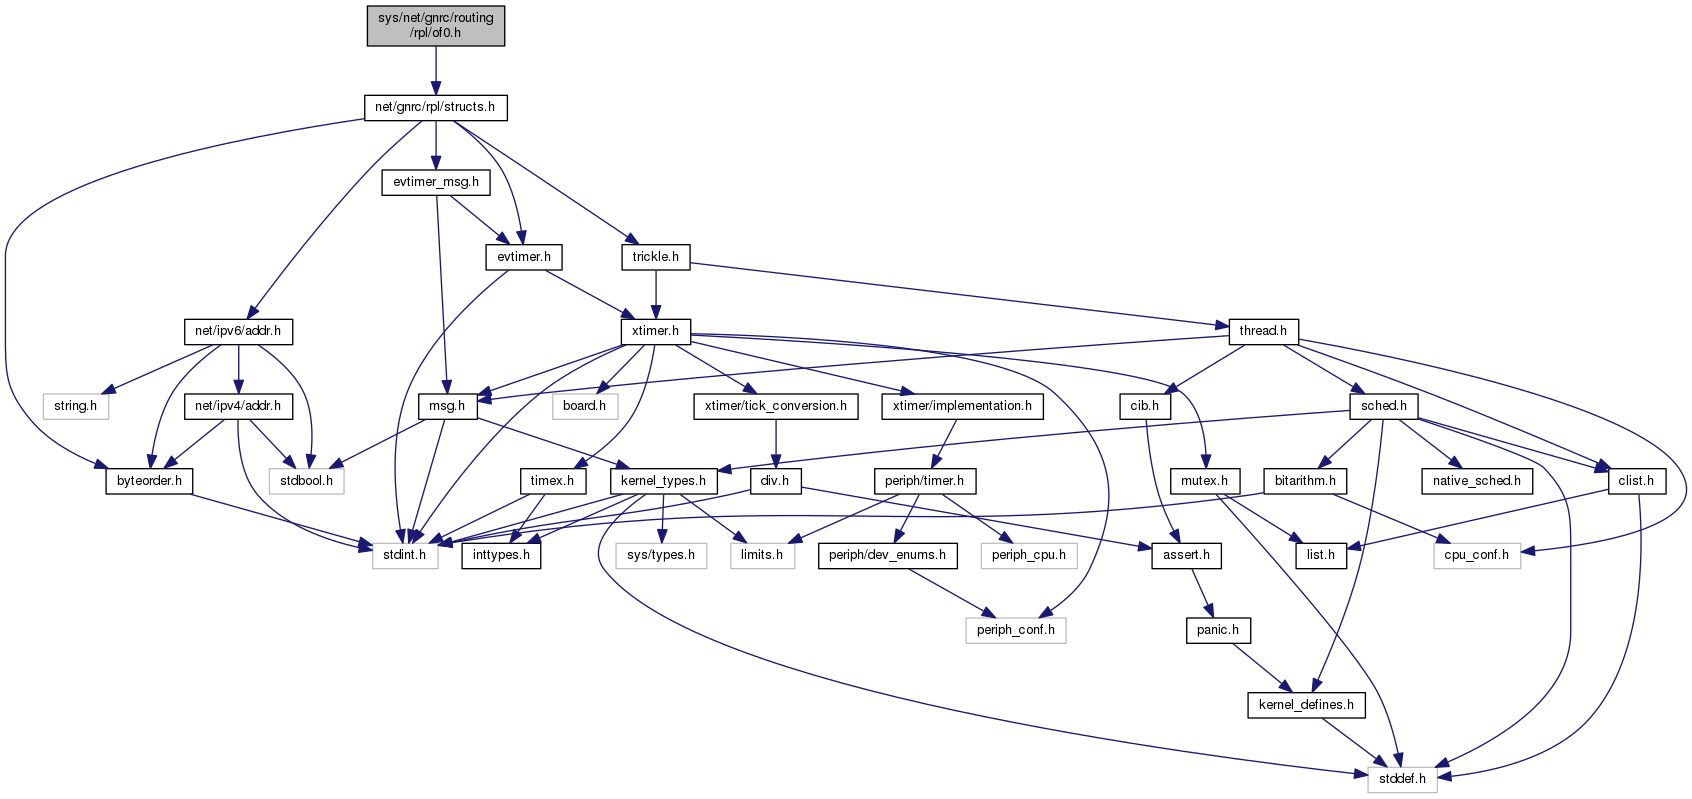 sys/net/gnrc/routing
/rpl/of0.h
net/gnrc/rpl/structs.h
evtimer_msg.h
evtimer.h
trickle.h
net/ipv6/addr.h
xtimer.h
thread.h
string.h
net/ipv4/addr.h
msg.h
board.h
xtimer/tick_conversion.h
xtimer/implementation.h
cib.h
sched.h
byteorder.h
stdbool.h
timex.h
kernel_types.h
div.h
periph/timer.h
mutex.h
bitarithm.h
native_sched.h
clist.h
stdint.h
inttypes.h
sys/types.h
limits.h
periph/dev_enums.h
periph_cpu.h
assert.h
list.h
cpu_conf.h
periph_conf.h
panic.h
kernel_defines.h
stddef.h